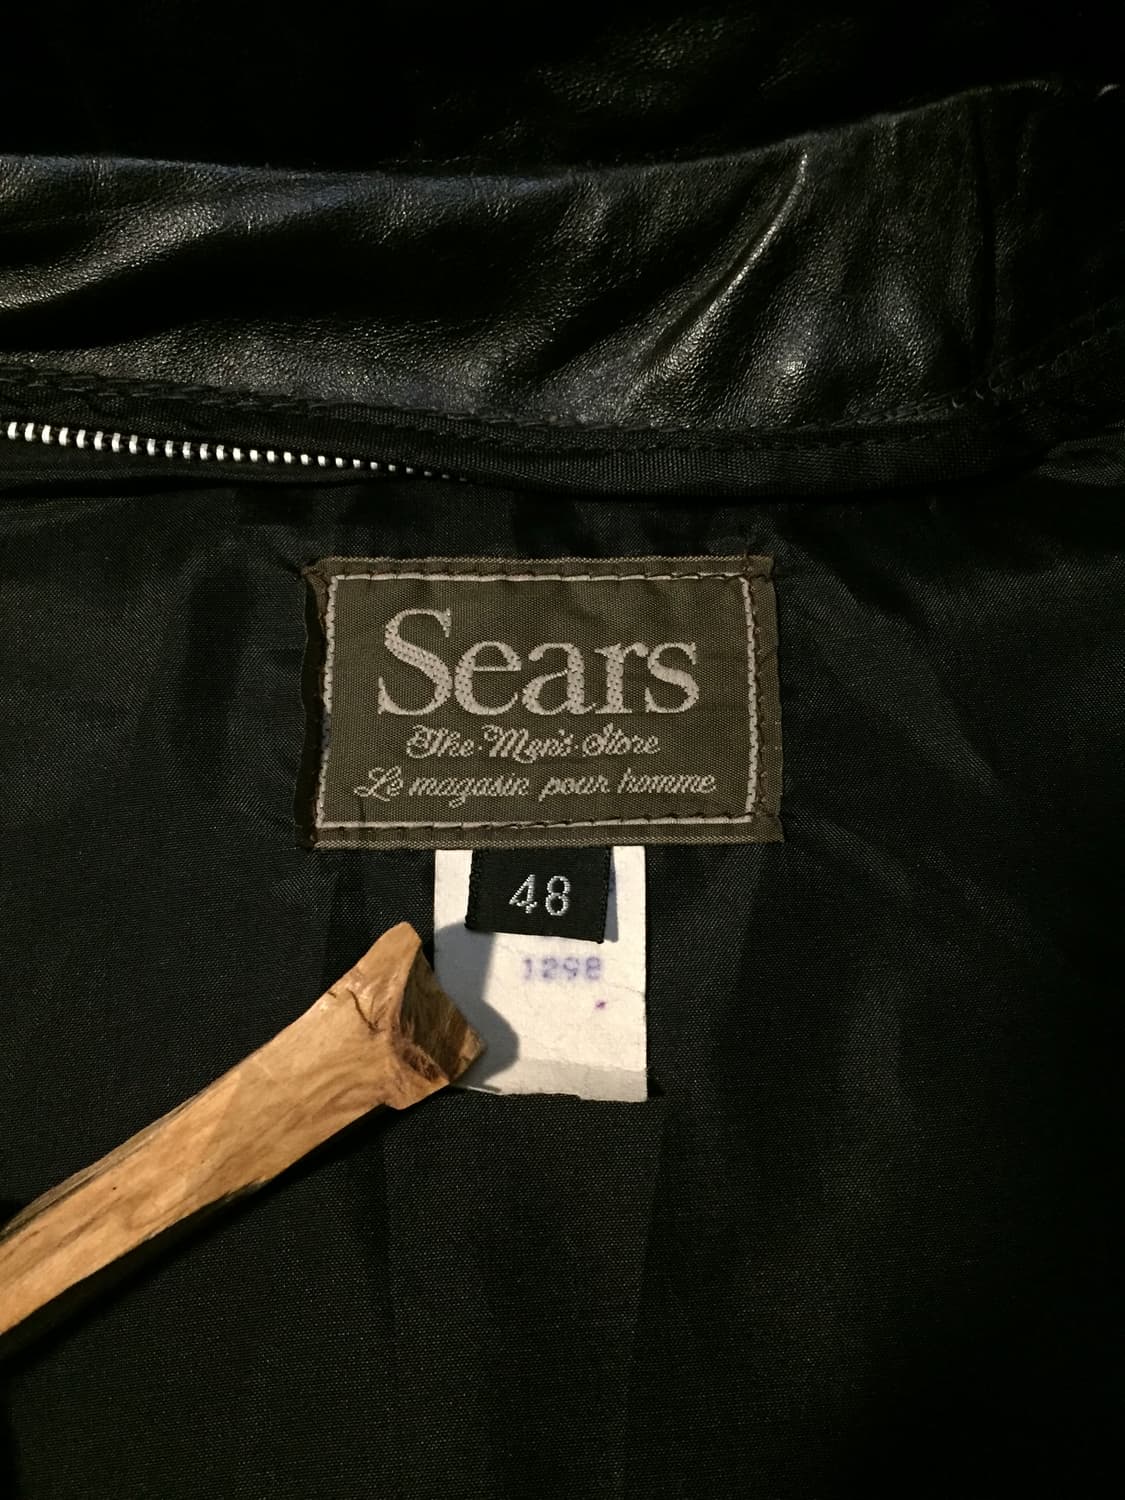 Sears
The Men's Store
Le magasin pour homme
48
1298